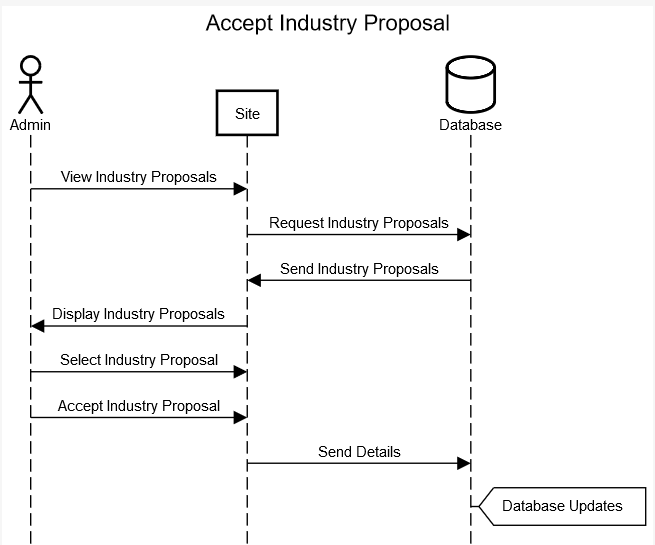 Accept Industry Proposal
Admin
Site
Database
View Industry Proposals
Request Industry Proposals
Send Industry Proposals
Display Industry Proposals
Select Industry Proposal
Accept Industry Proposal
Send Details
Database Updates